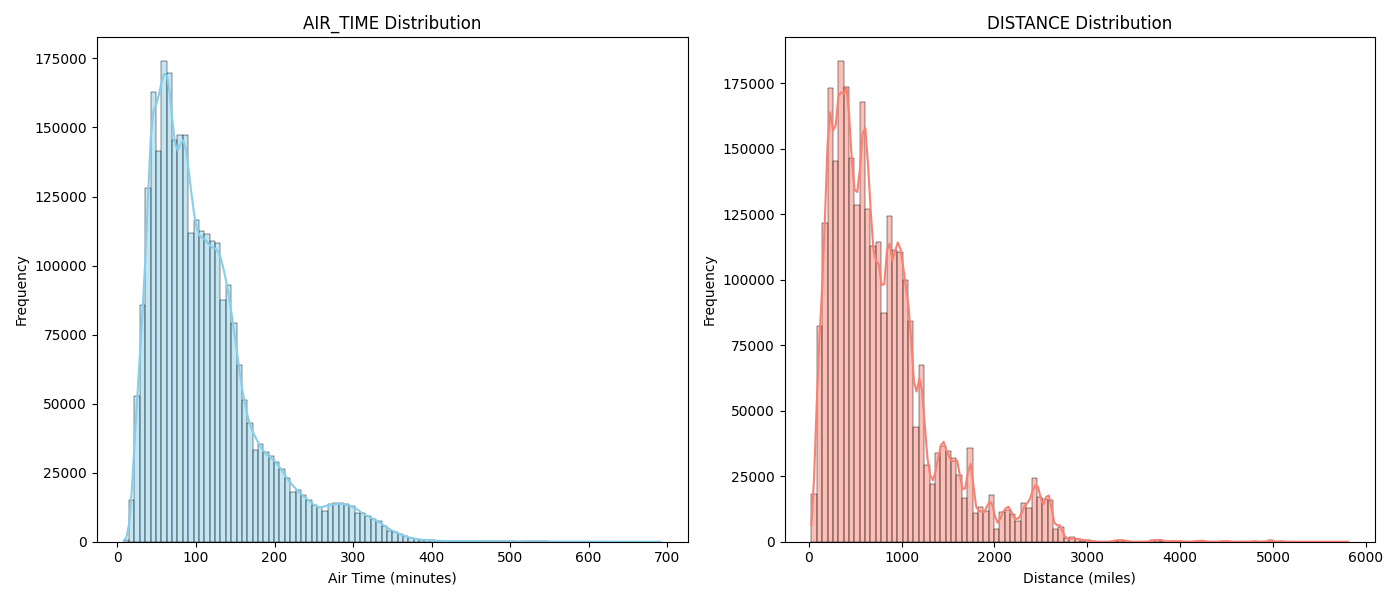 AIR_TIME Distribution
Frequency
175000
150000
125000
100000
75000
50000
25000
0
0 100 200 300 400 500 600 700
Air Time (minutes)
DISTANCE Distribution
Frequency
175000
150000
125000
100000
75000
50000
25000
0
0 1000 2000 3000 4000 5000 6000
Distance (miles)